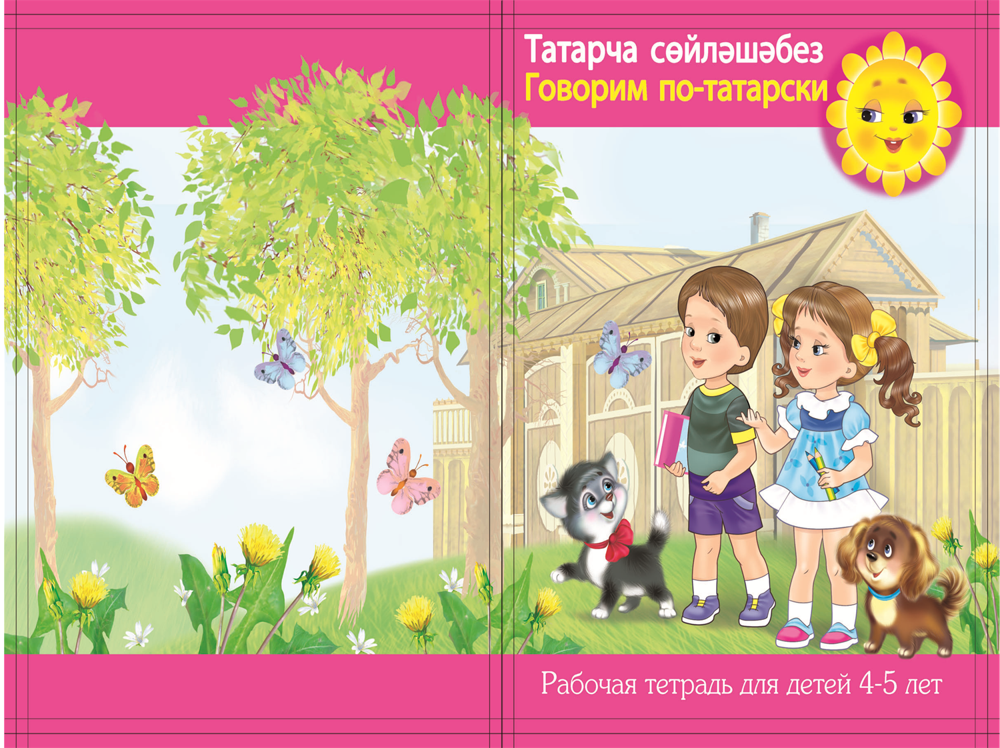 Татарча сөйләшәбез
Говорим по-татарски
Рабочая тетрадь для детей 4-5 лет